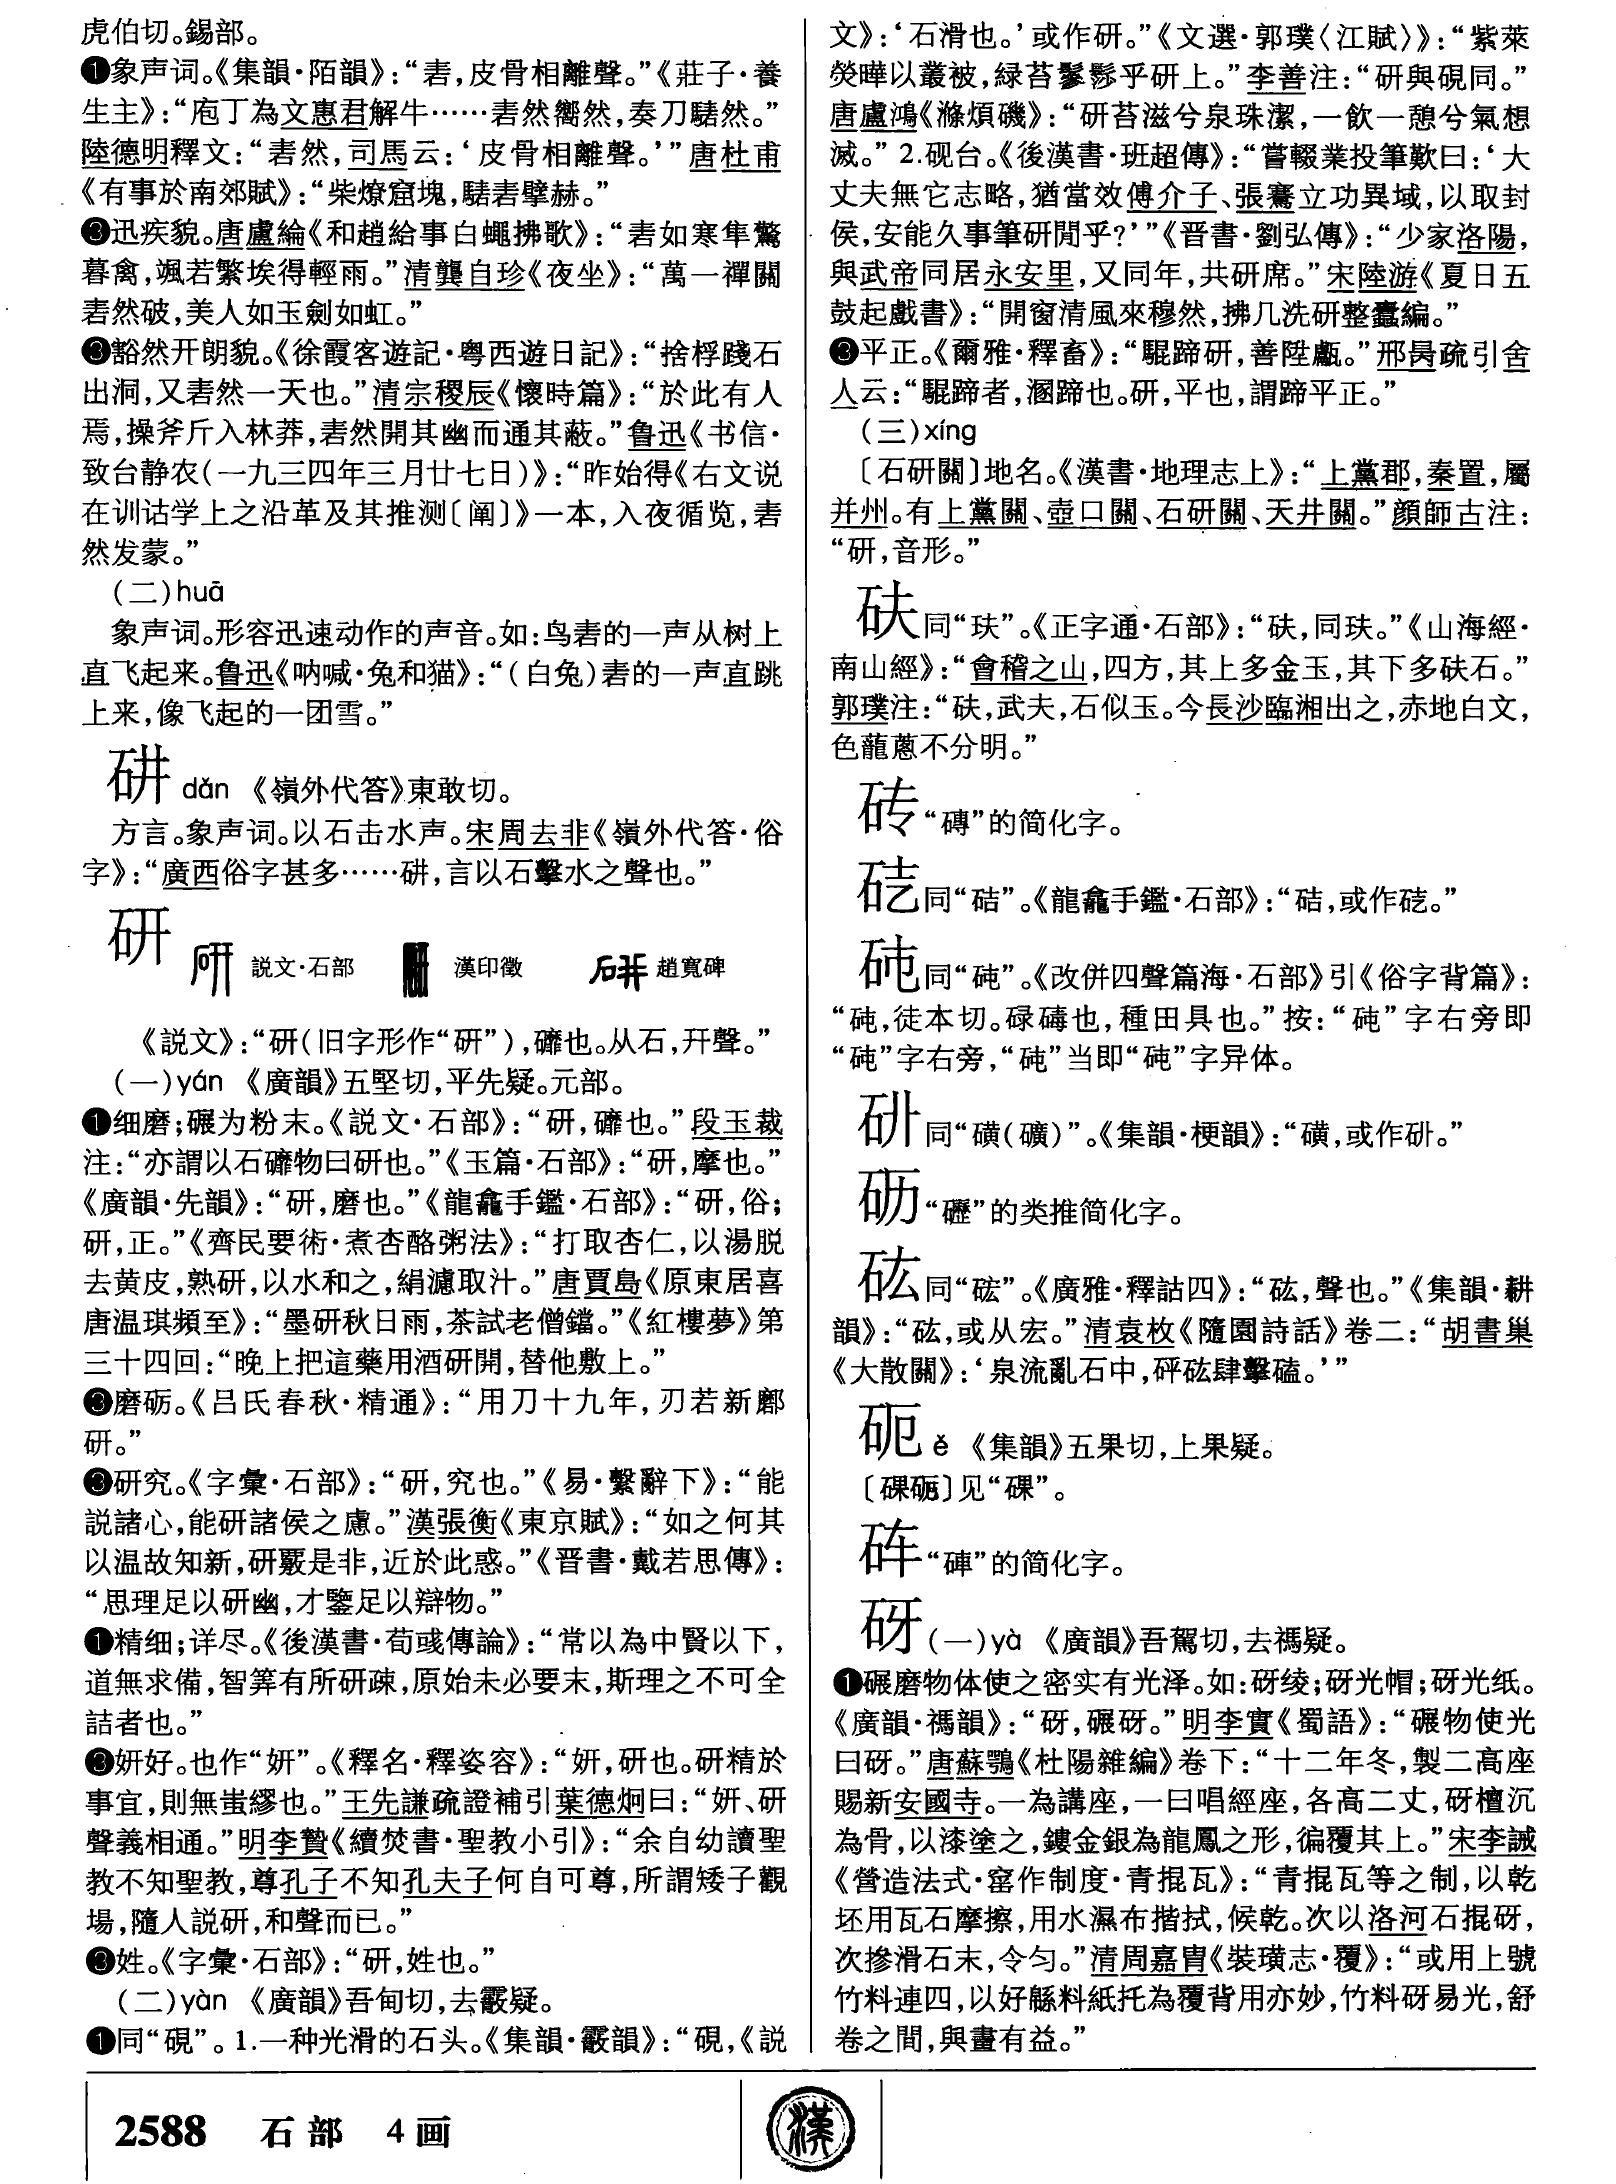 虎伯切。錫部。
❶象声词。《集韻·陌韻》：“砉，皮骨相離聲。”《莊子·養
生主》：“庖丁為文惠君解牛……砉然嚮然，奏刀騞然。”
陸德明釋文：“砉然，司馬云：‘皮骨相離聲。’”唐杜甫
《有事於南郊賦》：“柴燎窟塊，騞砉擘赫。”
❸迅疾貌。唐盧綸《和趙給事白蠅拂歌》：“砉如寒隼驚
暮禽，颯若繁埃得輕雨。”清龔自珍《夜坐》：“萬一禪關
砉然破，美人如玉劍如虹。”
❸豁然开朗貌。《徐霞客遊記·粤西遊日記》：“捨桴踐石
出洞，又砉然一天也。”清宗稷辰《懷時篇》：“於此有人
焉，操斧斤入林莽，砉然開其幽而通其蔽。”鲁迅《书信·
致台静农（一九三四年三月廿七日）》：“昨始得《右文说
在训诂学上之沿革及其推测〔阐〕》一本，入夜循览，砉
然发蒙。”
（二）huā
象声词。形容迅速动作的声音。如：鸟砉的一声从树上
直飞起来。鲁迅《呐喊·兔和猫》：“（白兔）砉的一声直跳
上来，像飞起的一团雪。”
䂿 dǎn 《嶺外代答》東敢切。
方言。象声词。以石击水声。宋周去非《嶺外代答·俗
字》：“廣西俗字甚多……，言以石擊水之聲也。”
研 説文·石部 漢印徵 趙寬碑
《説文》：“研（旧字形作“硏”），䃺也。从石，幵聲。”
（一）yán 《廣韻》五堅切，平先疑。元部。
❶细磨；碾为粉末。《説文·石部》：“研，䃺也。”段玉裁
注：“亦謂以石䃺物曰研也。”《玉篇·石部》：“研，摩也。”
《廣韻·先韻》：“研，磨也。”《龍龕手鑑·石部》：“研，俗；
研，正。”《齊民要術·煮杏酪粥法》：“打取杏仁，以湯脱
去黄皮，熟研，以水和之，絹濾取汁。”唐賈島《原東居喜
唐温琪頻至》：“墨研秋日雨，茶試老僧鐺。”《紅樓夢》第
三十四回：“晚上把這藥用酒研開，替他敷上。”
❸磨砺。《吕氏春秋·精通》：“用刀十九年，刃若新鄌
研。”
❸研究。《字彙·石部》：“研，究也。”《易·繫辭下》：“能
説諸心，能研諸侯之慮。”漢張衡《東京賦》：“如之何其
以温故知新，研覈是非，近於此惑。”《晋書·戴若思傳》：
“思理足以研幽，才鑒足以辯物。”
❶精细；详尽。《後漢書·荀彧傳論》：“常以為中賢以下，
道無求備，智筭有所研疎，原始未必要末，斯理之不可全
詰者也。”
❸妍好。也作“妍”。《釋名·釋姿容》：“妍，研也。研精於
事宜，則無蚩繆也。”王先謙疏證補引葉德炯曰：“妍、研
聲義相通。”明李贄《續焚書·聖教小引》：“余自幼讀聖
教不知聖教，尊孔子不知孔夫子何自可尊，所謂矮子觀
場，隨人説研，和聲而已。”
❸姓。《字彙·石部》：“研，姓也。”
（二）yàn 《廣韻》吾甸切，去霰疑。
❶同“硯”。1.一种光滑的石头。《集韻·霰韻》：“硯，《説
文》：‘石滑也。’或作研。”《文選·郭璞〈江賦〉》：“紫菜
熒曄以叢被，緑苔鬖髿乎研上。”李善注：“研與硯同。”
唐盧鴻《滌煩磯》：“研苔滋兮泉珠潔，一飲一憩兮氣想
滅。”2.砚台。《後漢書·班超傳》：“嘗輟業投筆歎曰：‘大
丈夫無它志略，猶當效傅介子、張騫立功異域，以取封
侯，安能久事筆研閒乎？’”《晋書·劉弘傳》：“少家洛陽，
與武帝同居永安里，又同年，共研席。”宋陸游《夏日五
鼓起戲書》：“開窗清風來穆然，拂几洗研整蠹編。”
❸平正。《爾雅·釋畜》：“騉蹄研，善陞甗。”邢昺疏引舍
人云：“騉蹄者，溷蹄也。研，平也，謂蹄平正。”
（三）xíng
〔石研關〕地名。《漢書·地理志上》：“上黨郡，秦置，屬
并州。有上黨關、壺口關、石研關、天井關。”顔師古注：
“研，音形。”
砆同“玞”。《正字通·石部》：“砆，同玞。”《山海經·
南山經》：“會稽之山，四方，其上多金玉，其下多砆石。”
郭璞注：“砆，武夫，石似玉。今長沙臨湘出之，赤地白文，
色蘢蔥不分明。”
砖“磚”的简化字。
同“硈”。《龍龕手鑑·石部》：“硈，或作。”
同“砘”。《改併四聲篇海·石部》引《俗字背篇》：
“砘，徒本切。碌碡也，種田具也。”按：“”字右旁即
“砘”字右旁，“”当即“砘”字异体。
砯同“磺（礦）”。《集韻·梗韻》：“磺，或作。”
砺“礪”的类推简化字。
砿同“硡”。《廣雅·釋詁四》：“砿，聲也。”《集韻·耕
韻》：“砿，或从宏。”清袁枚《隨園詩話》卷二：“胡書巢
《大散關》：‘泉流亂石中，砰砿肆擊磕。’”
砈 ě 《集韻》五果切，上果疑。
〔䂺砈〕见“䂺”。
砗“硨”的简化字。
砑（一）yà 《廣韻》吾駕切，去禡疑。
❶碾磨物体使之密实有光泽。如：砑绫；砑光帽；砑光纸。
《廣韻·禡韻》：“砑，碾砑。”明李實《蜀語》：“碾物使光
曰砑。”唐蘇鶚《杜陽雜編》卷下：“十二年冬，製二高座
賜新安國寺。一為講座，一曰唱經座，各高二丈，砑檀沉
為骨，以漆塗之，鏤金銀為龍鳳之形，徧覆其上。”宋李誡
《營造法式·窰作制度·青掍瓦》：“青掍瓦等之制，以乾
坯用瓦石摩擦，用水濕布揩拭，候乾。次以洛河石掍砑，
次掺滑石末，令匀。”清周嘉胄《裝璜志·覆》：“或用上號
竹料連四，以好緜料紙托為覆背用亦妙，竹料砑易光，舒
卷之間，與畫有益。”
2588 石部 4画
漢